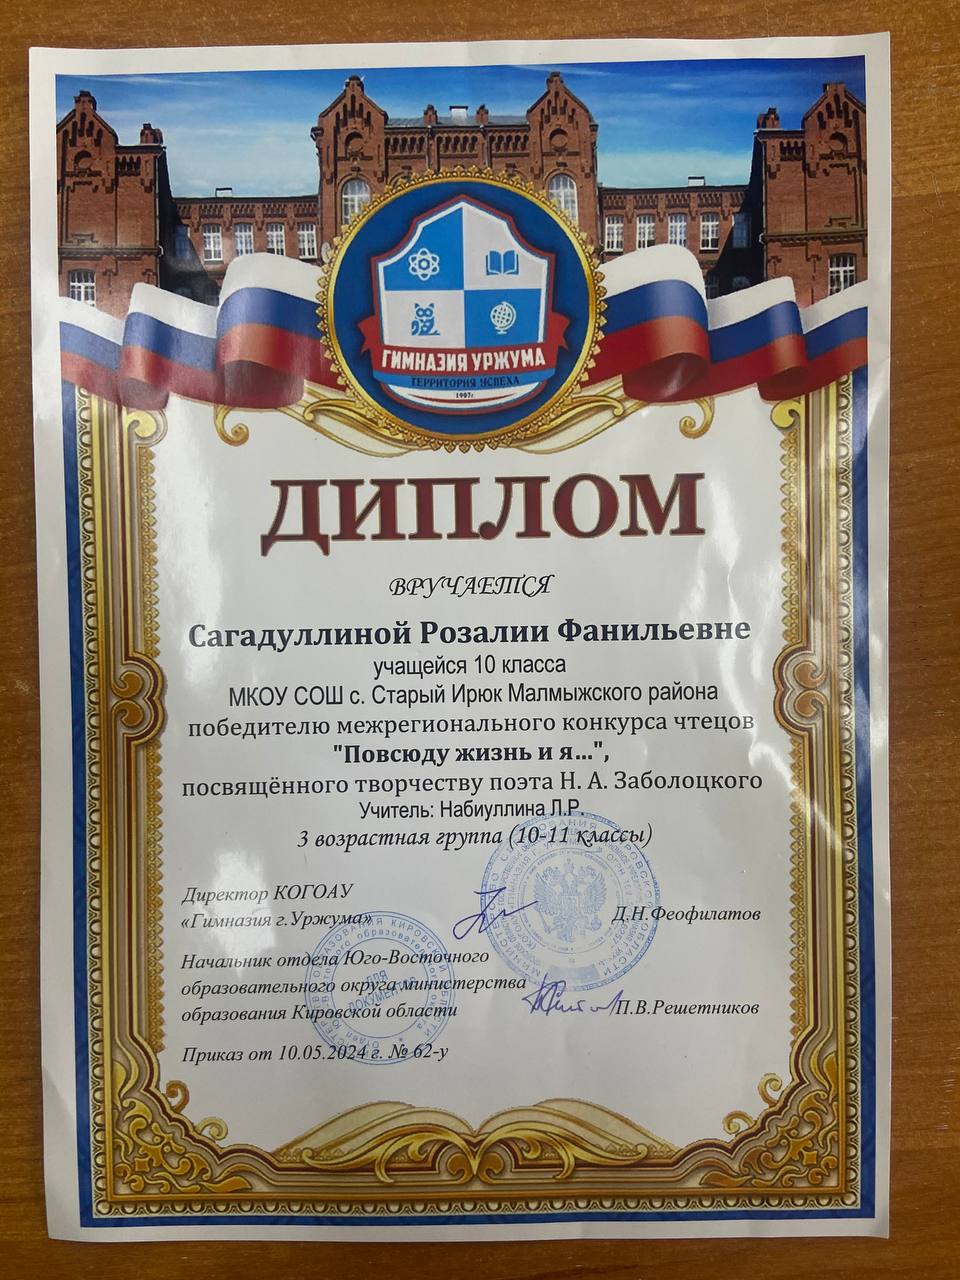 ГИМНАЗИЯ УРЖУМА
ТЕРРИТОРИЯ УСПЕХА
1907г.
ДИПЛОМ
ВРУЧАЕТСЯ
Сагадуллиной Розалии Фанильевне
учащейся 10 класса
МКОУ СОШ с. Старый Ирюк Малмыжского района
победителю межрегионального конкурса чтецов
"Повсюду жизнь и я...",
посвящённого творчеству поэта Н. А. Заболоцкого
Учитель: Набиуллина Л.Р.
3 возрастная группа (10-11 классы)
Директор КОГОАУ
«Гимназия г.Уржума»
Д.Н.Феофилатов
Начальник отдела Юго-Восточного
образовательного округа министерства
образования Кировской области
П.В.Решетников
Приказ от 10.05.2024 г. № 62-у
ДЛЯ
ДОКУМЕНТОВ